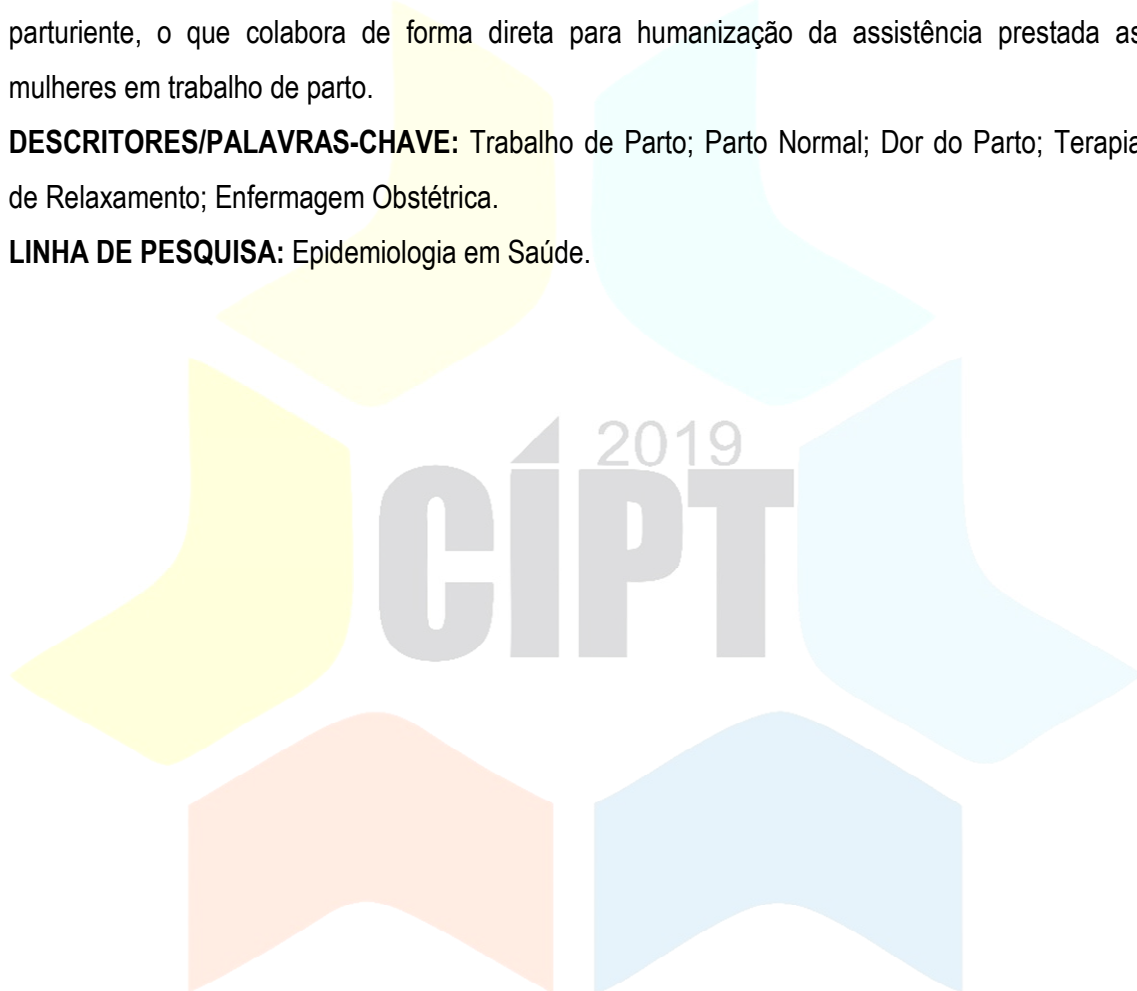 parturiente, o que colabora de forma direta para humanização da assistência prestada as
mulheres em trabalho de parto.
DESCRITORES/PALAVRAS-CHAVE: Trabalho de Parto; Parto Normal; Dor do Parto; Terapia
de Relaxamento; Enfermagem Obstétrica.
LINHA DE PESQUISA: Epidemiologia em Saúde.
2019
CÍPT